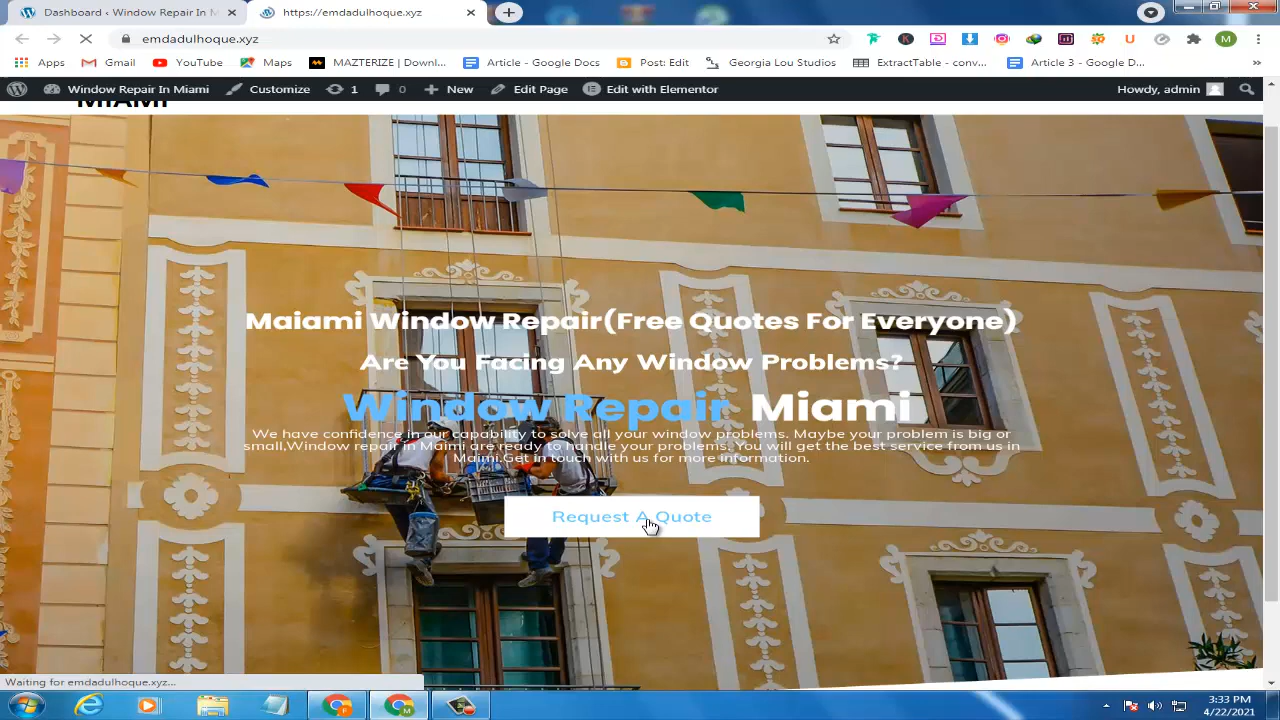 Dashboard ‹ Window Repair In M
https://emdadulhoque.xyz
emdadulhoque.xyz
Apps
Gmail
YouTube
Maps
MAZTERIZE | Downl...
Article - Google Docs
Post: Edit
Georgia Lou Studios
ExtractTable - conv...
Article 3 - Google D...
»
Window Repair In Miami
Customize
1
0
New
Edit Page
Edit with Elementor
Howdy, admin
MIAMI
Maiami Window Repair(Free Quotes For Everyone)
Are You Facing Any Window Problems?
Window Repair Miami
We have confidence in our capability to solve all your window problems. Maybe your problem is big or
small,Window repair in Maimi are ready to handle your problems. You will get the best service from us in
Maimi.Get in touch with us for more information.
Request A Quote
Waiting for emdadulhoque.xyz...
3:33 PM
4/22/2021